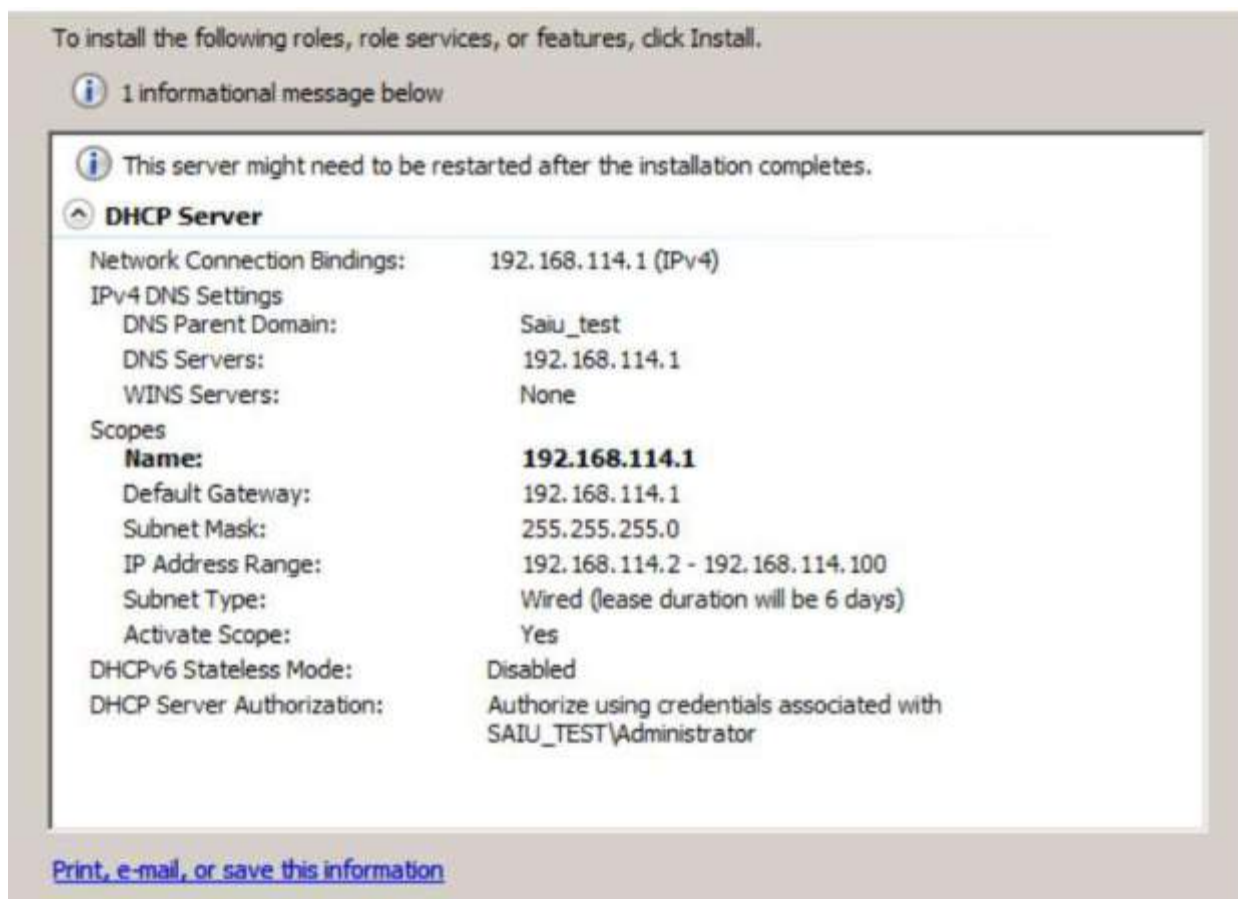 To install the following roles, role services, or features, click Install.
1 informational message below
This server might need to be restarted after the installation completes.
DHCP Server
Network Connection Bindings: 192.168.114.1 (IPv4)
IPv4 DNS Settings
DNS Parent Domain: Saiu_test
DNS Servers: 192.168.114.1
WINS Servers: None
Scopes
Name: 192.168.114.1
Default Gateway: 192.168.114.1
Subnet Mask: 255.255.255.0
IP Address Range: 192.168.114.2 - 192.168.114.100
Subnet Type: Wired (lease duration will be 6 days)
Activate Scope: Yes
DHCPv6 Stateless Mode: Disabled
DHCP Server Authorization: Authorize using credentials associated with
SAIU_TEST\Administrator
Print, e-mail, or save this information